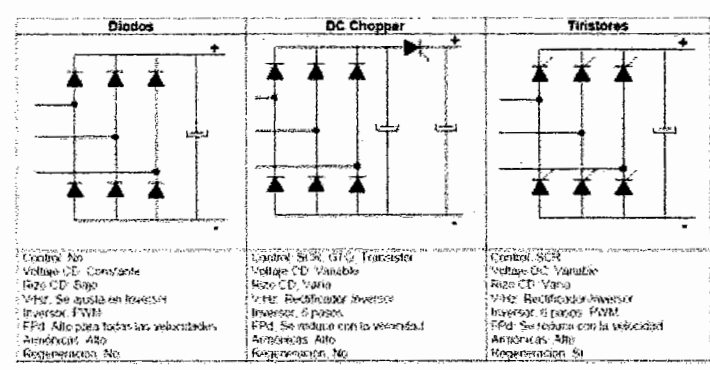 Diodos
DC Chopper
Tiristores
+
+
+
-
-
-
Control: No
Voltaje CD: Constante
Rizo CD: Bajo
V/Hz: Se ajusta en Inversor
Inversor: PWM
FPd: Alto para todas las velocidades
Armónicas: Alto
Regeneración: No
Control: SCR, GTO, Transistor
Voltaje CD: Variable
Rizo CD: Varia
V/Hz: Rectificador/Inversor
Inversor: 6 pasos
FPd: Se reduce con la velocidad
Armónicas: Alto
Regeneración: No
Control: SCR
Voltaje DC: Variable
Rizo CD: Varia
V/Hz: Rectificador/Inversor
Inversor: 6 pasos, PWM
FPd: Se reduce con la velocidad
Armónicas: Alto
Regeneración: Si